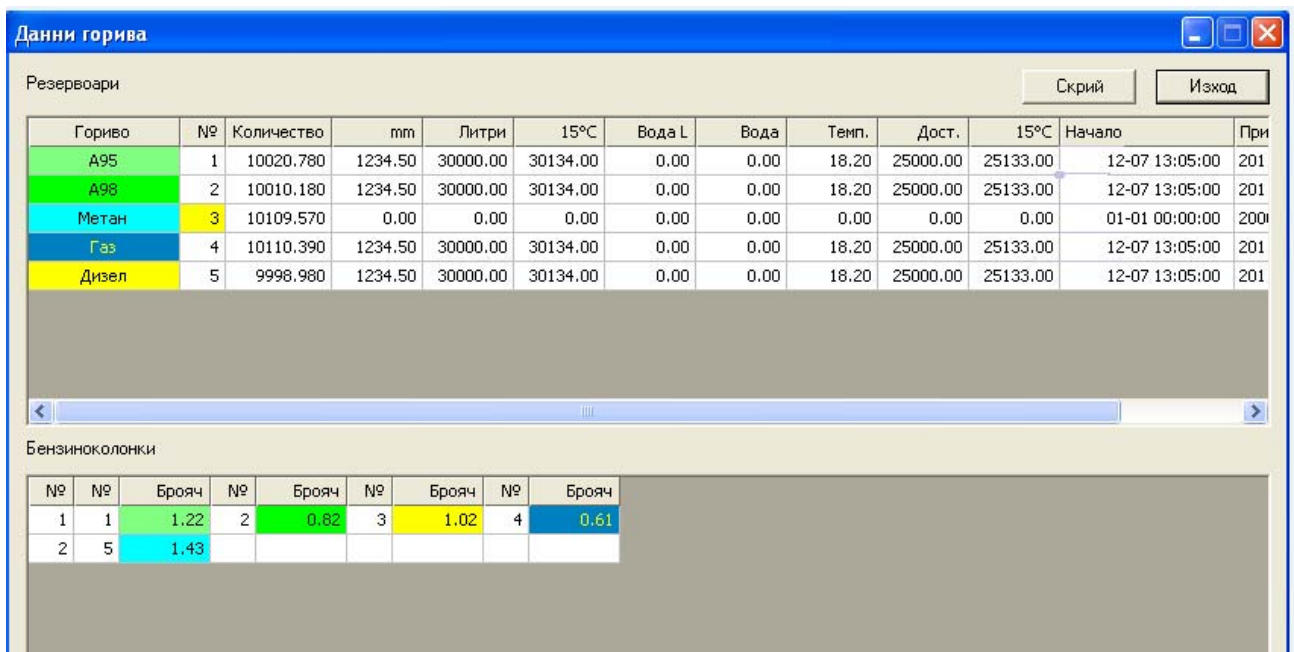 Данни горива
Резервоари Скрий Изход
Гориво № Количество mm Литри 15°C Вода L Вода Темп. Дост. 15°C Начало При
А95 1 10020.780 1234.50 30000.00 30134.00 0.00 0.00 18.20 25000.00 25133.00 12-07 13:05:00 201
А98 2 10010.180 1234.50 30000.00 30134.00 0.00 0.00 18.20 25000.00 25133.00 12-07 13:05:00 201
Метан 3 10109.570 0.00 0.00 0.00 0.00 0.00 0.00 0.00 0.00 01-01 00:00:00 200
Газ 4 10110.390 1234.50 30000.00 30134.00 0.00 0.00 18.20 25000.00 25133.00 12-07 13:05:00 201
Дизел 5 9998.980 1234.50 30000.00 30134.00 0.00 0.00 18.20 25000.00 25133.00 12-07 13:05:00 201
Бензиноколонки
№ № Брояч № Брояч № Брояч № Брояч
1 1 1.22 2 0.82 3 1.02 4 0.61
2 5 1.43